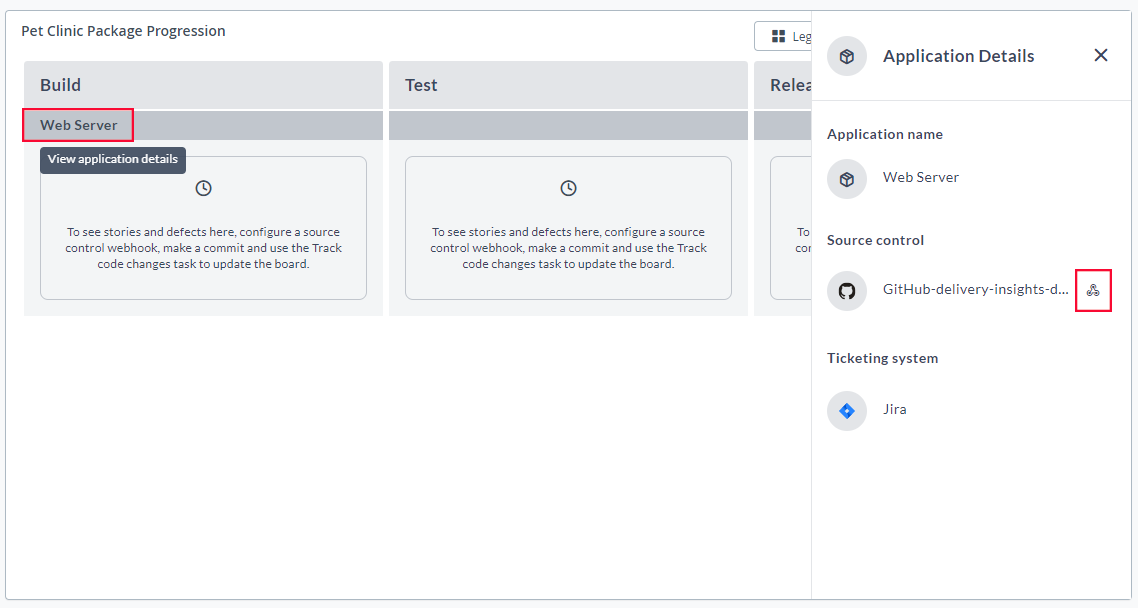 Pet Clinic Package Progression
Leg
Build
Test
Relea
Web Server
View application details
To see stories and defects here, configure a source
control webhook, make a commit and use the Track
code changes task to update the board.
To see stories and defects here, configure a source
control webhook, make a commit and use the Track
code changes task to update the board.
To
cor
Application Details
Application name
Web Server
Source control
GitHub-delivery-insights-d...
Ticketing system
Jira